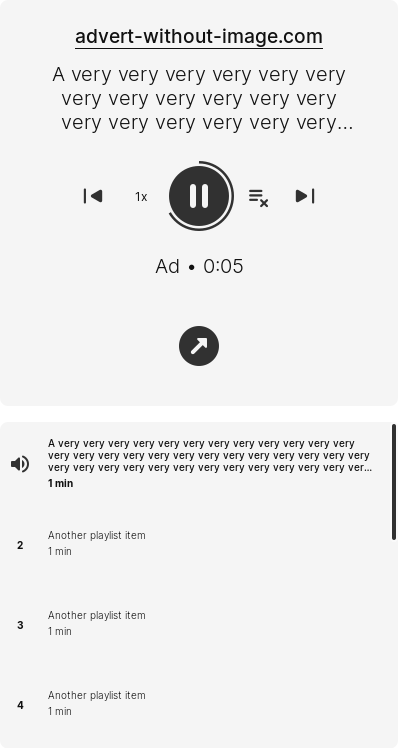 advert-without-image.com
A very very very very very very
very very very very very very
very very very very very very...
1x
Ad • 0:05
A very very very very very very very very very very very very
very very very very very very very very very very very very very
very very very very very very very very very very very very ver...
1 min
2
Another playlist item
1 min
3
Another playlist item
1 min
4
Another playlist item
1 min